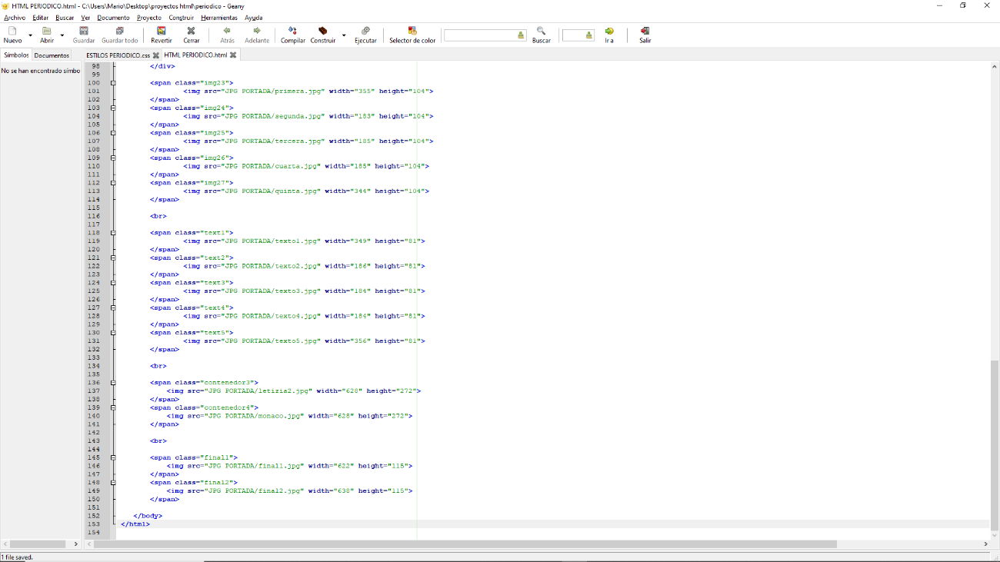 HTML PERIODICO.html - C:\Users\Mario\Desktop\proyectos html\periodico - Geany
Archivo Editar Buscar Ver Documento Proyecto Construir Herramientas Ayuda
Nuevo Abrir Guardar Guardar todo Revertir Cerrar Atrás Adelante Compilar Construir Ejecutar Selector de color Buscar Ir a Salir
Símbolos Documentos ESTILOS PERIODICO.css HTML PERIODICO.html
No se han encontrado símbo
98 </div>
99
100 <span class="img23">
101 <img src="JPG PORTADA/primera.jpg" width="355" height="104">
102 </span>
103 <span class="img24">
104 <img src="JPG PORTADA/segunda.jpg" width="183" height="104">
105 </span>
106 <span class="img25">
107 <img src="JPG PORTADA/tercera.jpg" width="185" height="104">
108 </span>
109 <span class="img26">
110 <img src="JPG PORTADA/cuarta.jpg" width="185" height="104">
111 </span>
112 <span class="img27">
113 <img src="JPG PORTADA/quinta.jpg" width="344" height="104">
114 </span>
115
116 <br>
117
118 <span class="text1">
119 <img src="JPG PORTADA/texto1.jpg" width="349" height="81">
120 </span>
121 <span class="text2">
122 <img src="JPG PORTADA/texto2.jpg" width="186" height="81">
123 </span>
124 <span class="text3">
125 <img src="JPG PORTADA/texto3.jpg" width="184" height="81">
126 </span>
127 <span class="text4">
128 <img src="JPG PORTADA/texto4.jpg" width="184" height="81">
129 </span>
130 <span class="text5">
131 <img src="JPG PORTADA/texto5.jpg" width="356" height="81">
132 </span>
133
134 <br>
135
136 <span class="contenedor3">
137 <img src="JPG PORTADA/letizia2.jpg" width="628" height="272">
138 </span>
139 <span class="contenedor4">
140 <img src="JPG PORTADA/monaco.jpg" width="628" height="272">
141 </span>
142
143 <br>
144
145 <span class="final1">
146 <img src="JPG PORTADA/final1.jpg" width="622" height="115">
147 </span>
148 <span class="final2">
149 <img src="JPG PORTADA/final2.jpg" width="638" height="115">
150 </span>
151
152 </body>
153 </html>
154
1 file saved.